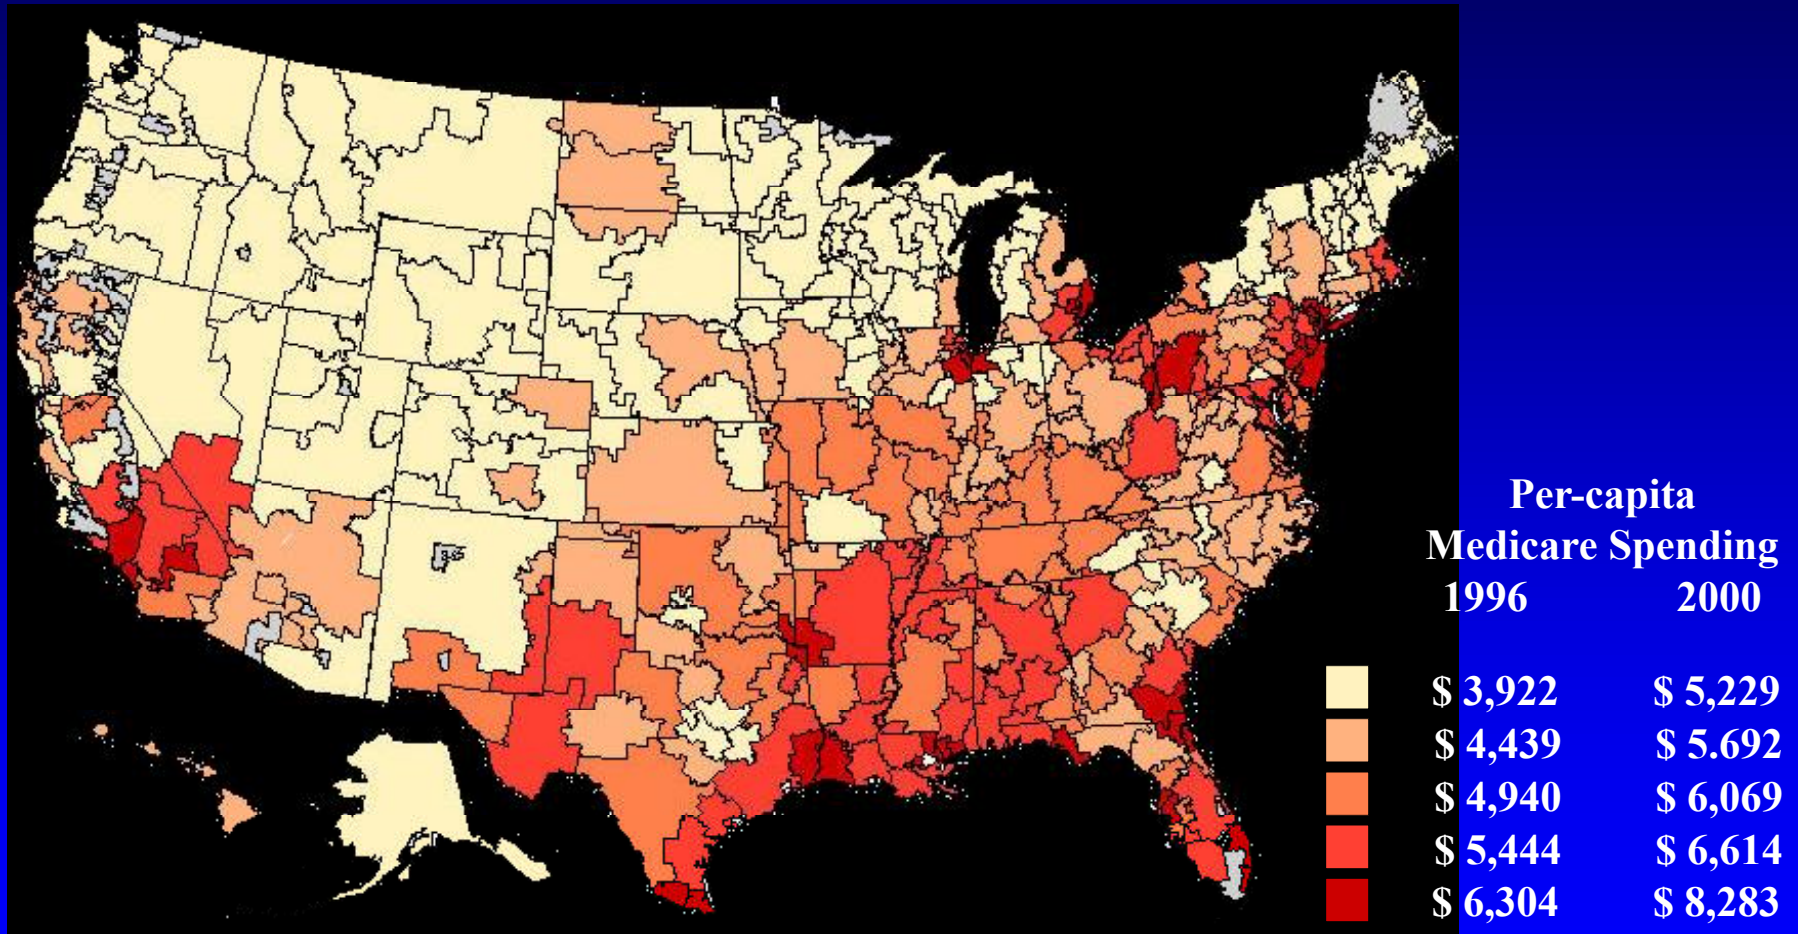 Per-capita
Medicare Spending
1996 2000
$ 3,922 $ 5,229
$ 4,439 $ 5.692
$ 4,940 $ 6,069
$ 5,444 $ 6,614
$ 6,304 $ 8,283